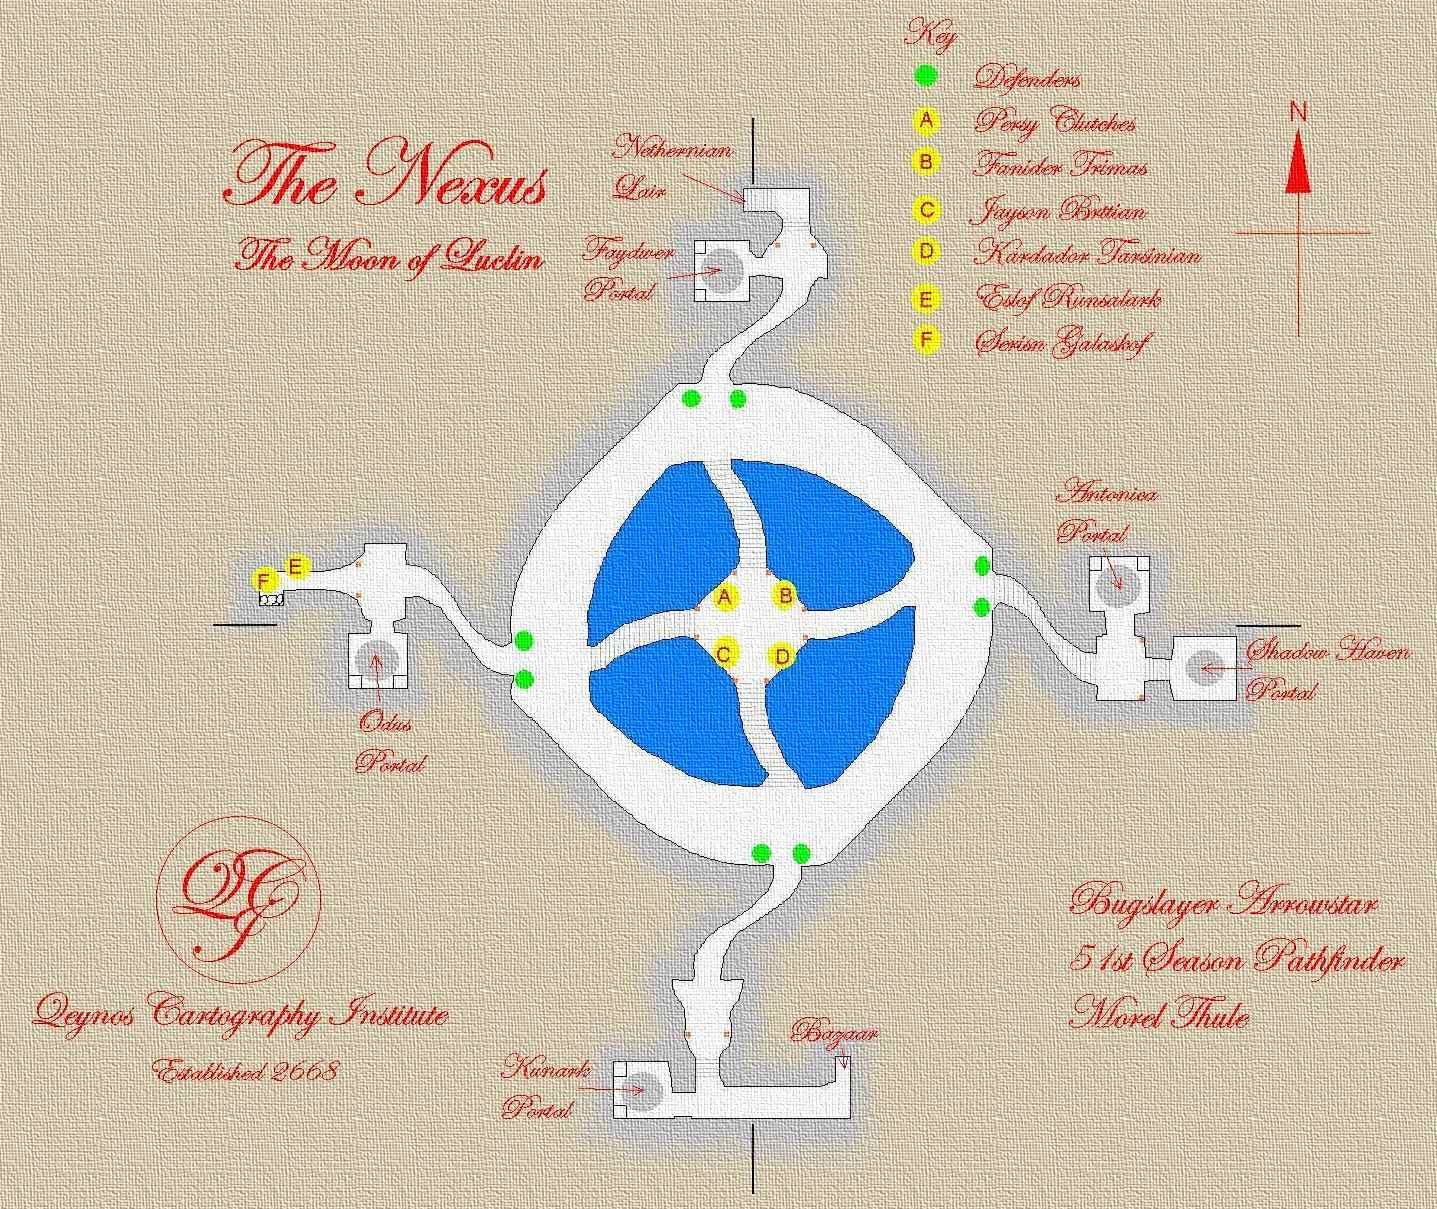 The Nexus
The Moon of Luclin
Key
Defenders
A Persy Clutches
B Fanider Trimas
C Jayson Brttian
D Kardador Tarsinian
E Eslof Runsalark
F Serisn Galaskof
N
Nethernian
Lair
Faydwer
Portal
Antonica
Portal
Shadow Haven
Portal
F E
A B
C D
Odus
Portal
Kunark
Portal
Bazaar
QCI
Qeynos Cartography Institute
Established 2668
Bugslayer Arrowstar
51st Season Pathfinder
Morel Thule